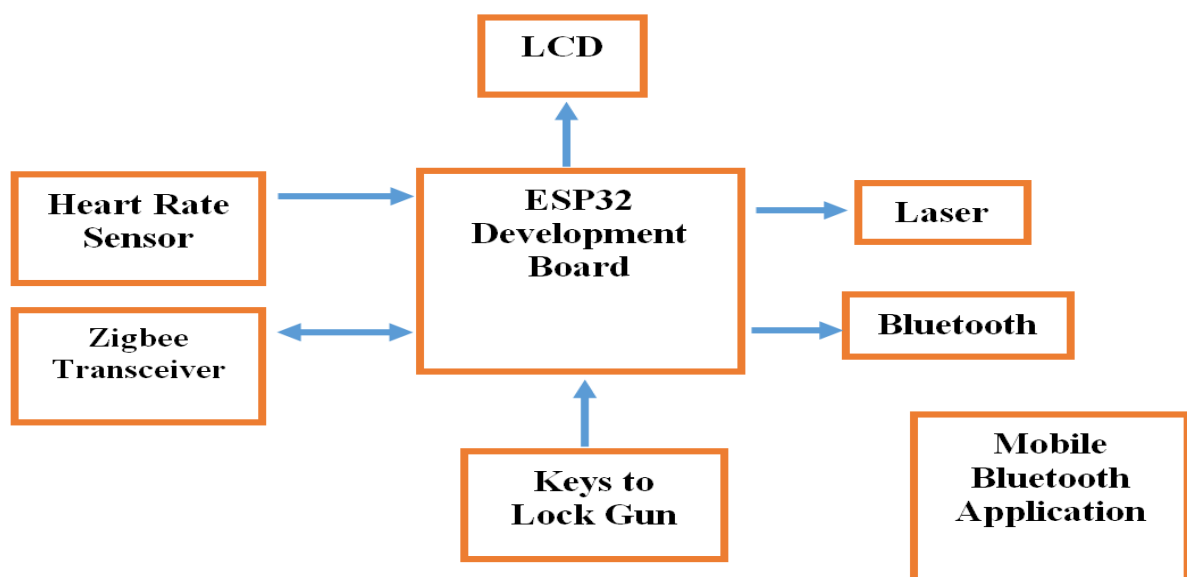 LCD
Heart Rate
Sensor
ESP32
Development
Board
Laser
Zigbee
Transceiver
Bluetooth
Keys to
Lock Gun
Mobile
Bluetooth
Application